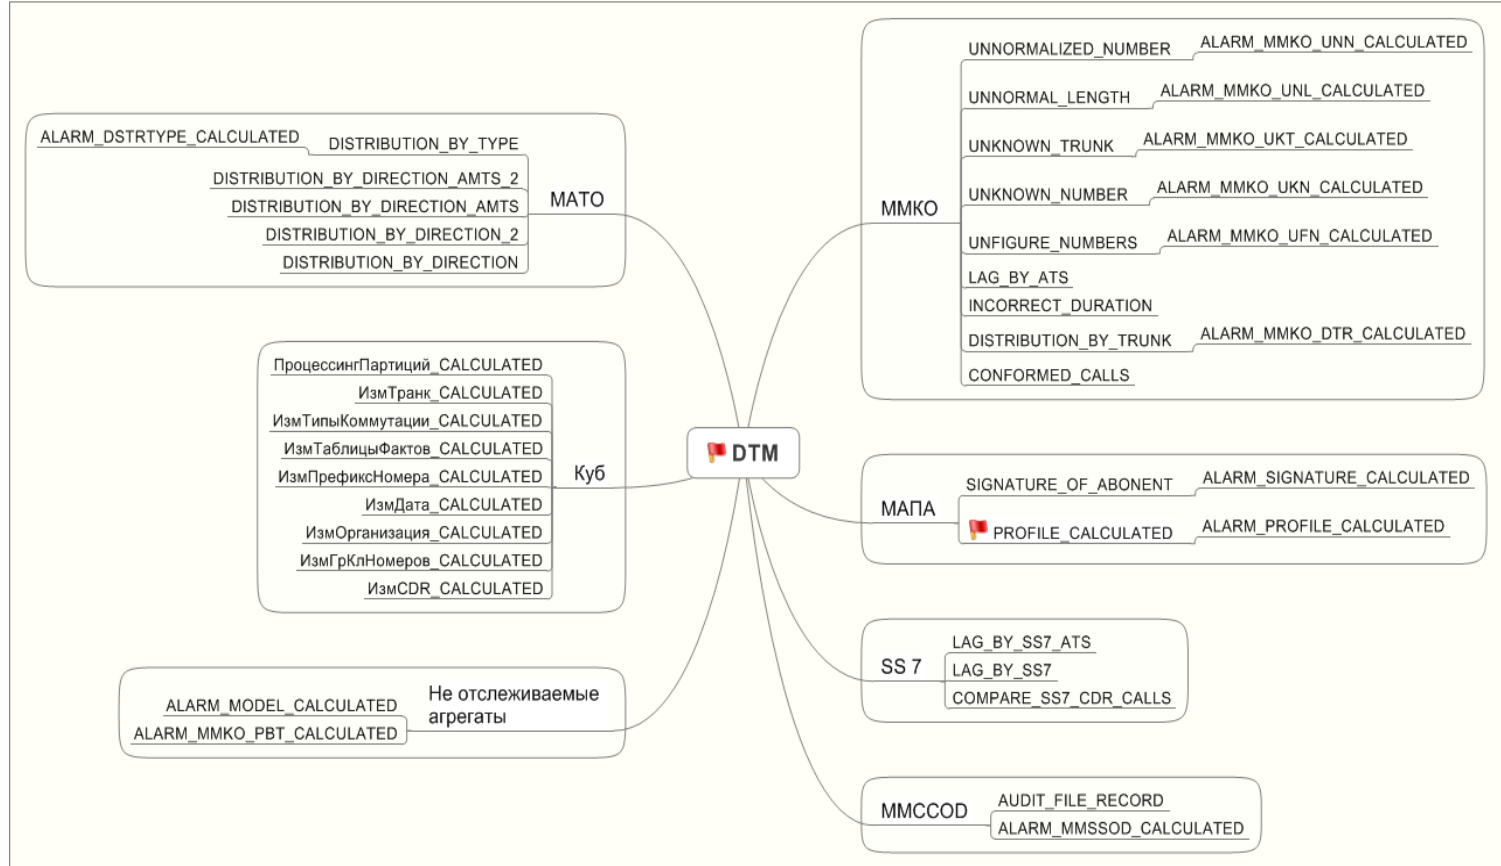 DTM
МАТО
DISTRIBUTION_BY_TYPE
ALARM_DSTRTYPE_CALCULATED
DISTRIBUTION_BY_DIRECTION_AMTS_2
DISTRIBUTION_BY_DIRECTION_AMTS
DISTRIBUTION_BY_DIRECTION_2
DISTRIBUTION_BY_DIRECTION
Куб
ПроцессингПартиций_CALCULATED
ИзмТранк_CALCULATED
ИзмТипыКоммутации_CALCULATED
ИзмТаблицыФактов_CALCULATED
ИзмПрефиксНомера_CALCULATED
ИзмДата_CALCULATED
ИзмОрганизация_CALCULATED
ИзмГрКлНомеров_CALCULATED
ИзмCDR_CALCULATED
Не отслеживаемые
агрегаты
ALARM_MODEL_CALCULATED
ALARM_MMKO_PBT_CALCULATED
ММКО
UNNORMALIZED_NUMBER
ALARM_MMKO_UNN_CALCULATED
UNNORMAL_LENGTH
ALARM_MMKO_UNL_CALCULATED
UNKNOWN_TRUNK
ALARM_MMKO_UKT_CALCULATED
UNKNOWN_NUMBER
ALARM_MMKO_UKN_CALCULATED
UNFIGURE_NUMBERS
ALARM_MMKO_UFN_CALCULATED
LAG_BY_ATS
INCORRECT_DURATION
DISTRIBUTION_BY_TRUNK
ALARM_MMKO_DTR_CALCULATED
CONFORMED_CALLS
МАПА
SIGNATURE_OF_ABONENT
ALARM_SIGNATURE_CALCULATED
PROFILE_CALCULATED
ALARM_PROFILE_CALCULATED
SS 7
LAG_BY_SS7_ATS
LAG_BY_SS7
COMPARE_SS7_CDR_CALLS
MMCCOD
AUDIT_FILE_RECORD
ALARM_MMSSOD_CALCULATED